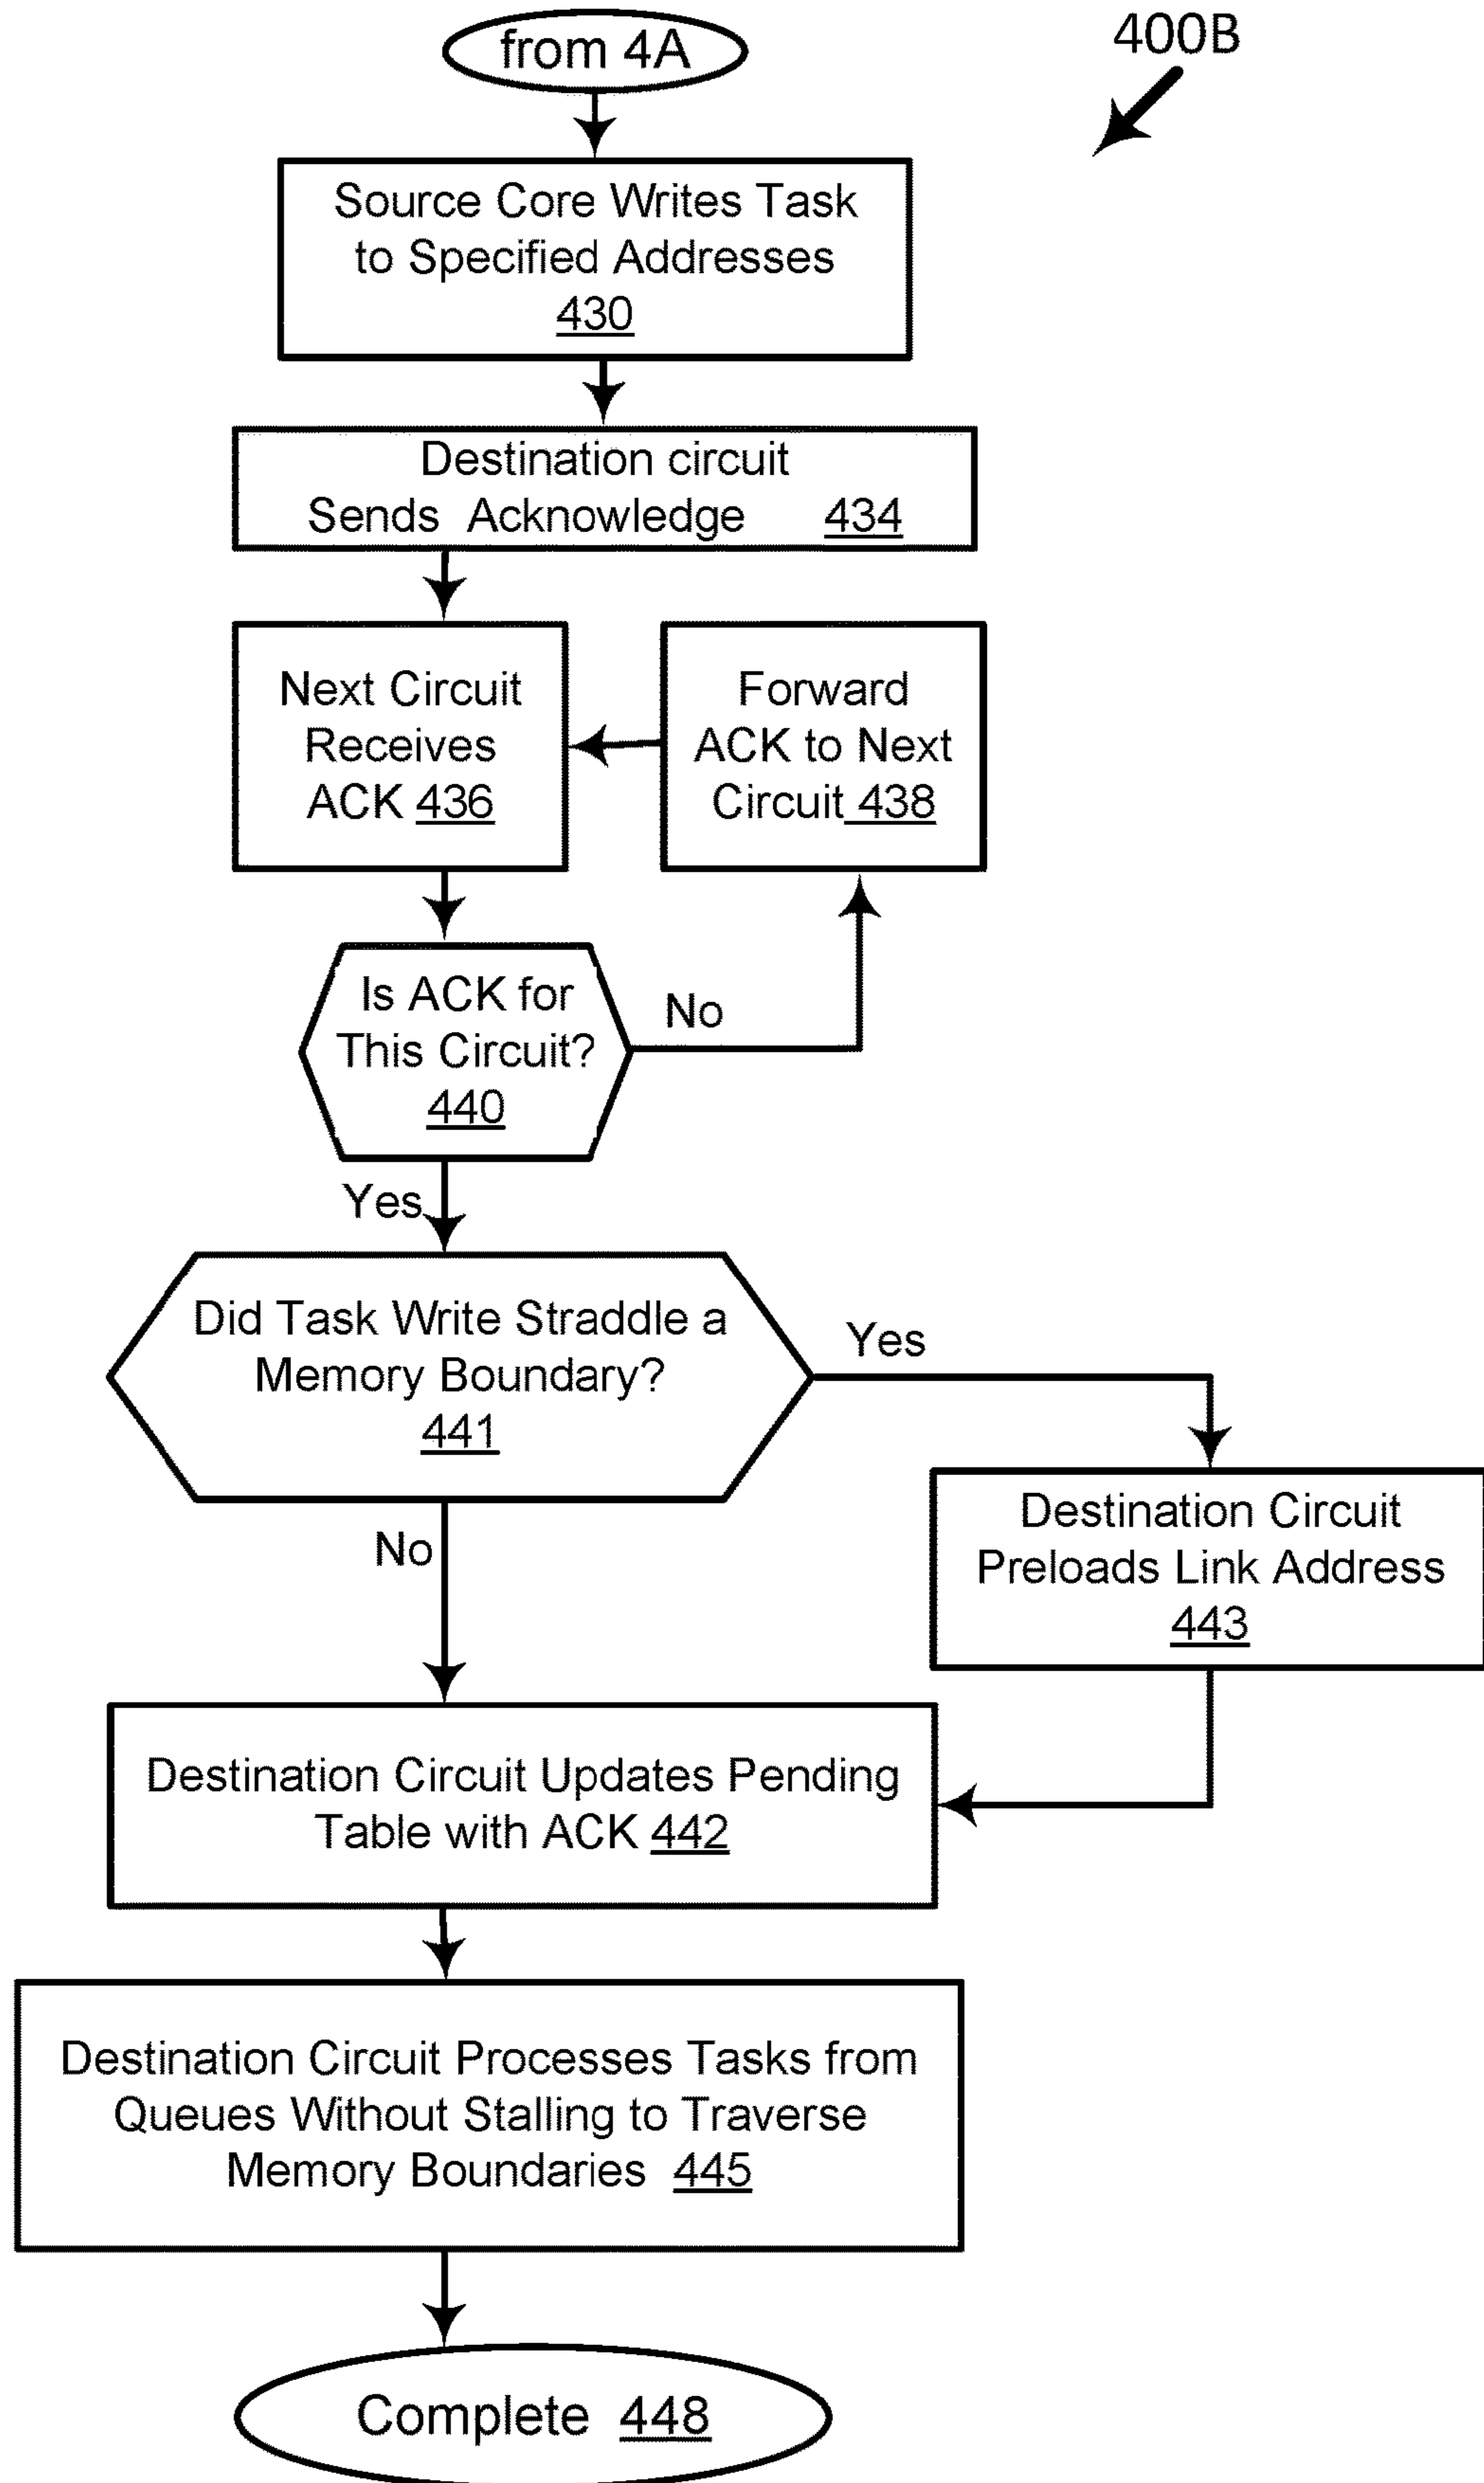 from 4A
400B
Source Core Writes Task
to Specified Addresses
430
Destination circuit
Sends Acknowledge 434
Next Circuit
Receives
ACK 436
Forward
ACK to Next
Circuit 438
Is ACK for
This Circuit?
440
No
Yes
Did Task Write Straddle a
Memory Boundary?
441
Yes
No
Destination Circuit
Preloads Link Address
443
Destination Circuit Updates Pending
Table with ACK 442
Destination Circuit Processes Tasks from
Queues Without Stalling to Traverse
Memory Boundaries 445
Complete 448